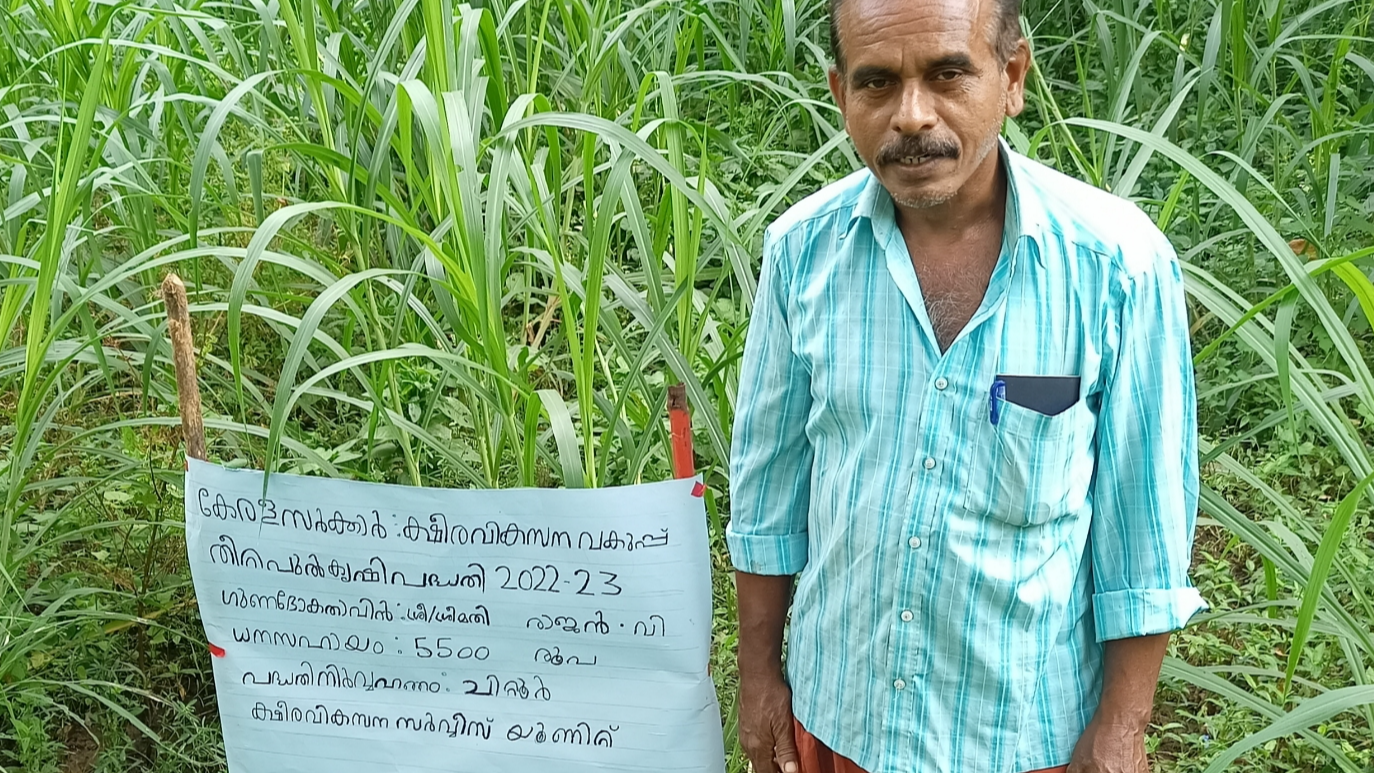 കേരള സർക്കാർ : ക്ഷീരവികസന വകുപ്പ്
തീറ്റപുൽകൃഷി പദ്ധതി 2022-23
ഗുണഭോക്താവിൻ : ശ്രീ/ശ്രീമതി രാജൻ . വി
ധനസഹായം : 5500 രൂപ
പദ്ധതി നിർവ്വഹണം : ചിറ്റൂർ
ക്ഷീരവികസന സർവ്വീസ് യൂണിറ്റ്